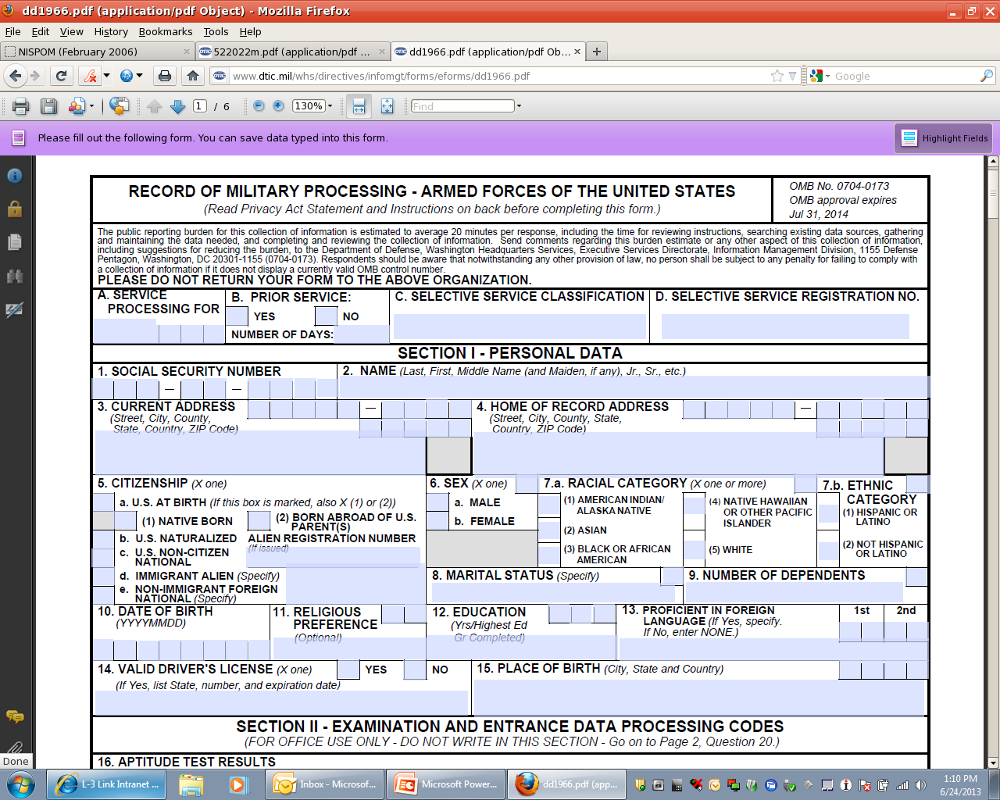 dd1966.pdf (application/pdf Object) - Mozilla Firefox
File Edit View History Bookmarks Tools Help
NISPOM (February 2006)
522022m.pdf (application/pdf ...
dd1966.pdf (application/pdf Ob...
www.dtic.mil/whs/directives/infomgt/forms/eforms/dd1966.pdf
Google
1 / 6
130%
Find
Please fill out the following form. You can save data typed into this form.
Highlight Fields
RECORD OF MILITARY PROCESSING - ARMED FORCES OF THE UNITED STATES
(Read Privacy Act Statement and Instructions on back before completing this form.)
OMB No. 0704-0173
OMB approval expires
Jul 31, 2014
The public reporting burden for this collection of information is estimated to average 20 minutes per response, including the time for reviewing instructions, searching existing data sources, gathering
and maintaining the data needed, and completing and reviewing the collection of information. Send comments regarding this burden estimate or any other aspect of this collection of information,
including suggestions for reducing the burden, to the Department of Defense, Washington Headquarters Services, Executive Services Directorate, Information Management Division, 1155 Defense
Pentagon, Washington, DC 20301-1155 (0704-0173). Respondents should be aware that notwithstanding any other provision of law, no person shall be subject to any penalty for failing to comply with
a collection of information if it does not display a currently valid OMB control number.
PLEASE DO NOT RETURN YOUR FORM TO THE ABOVE ORGANIZATION.
A. SERVICE
PROCESSING FOR
B. PRIOR SERVICE:
YES NO
NUMBER OF DAYS:
C. SELECTIVE SERVICE CLASSIFICATION
D. SELECTIVE SERVICE REGISTRATION NO.
SECTION I - PERSONAL DATA
1. SOCIAL SECURITY NUMBER
— —
2. NAME (Last, First, Middle Name (and Maiden, if any), Jr., Sr., etc.)
3. CURRENT ADDRESS —
(Street, City, County,
State, Country, ZIP Code)
4. HOME OF RECORD ADDRESS —
(Street, City, County, State,
Country, ZIP Code)
5. CITIZENSHIP (X one)
a. U.S. AT BIRTH (If this box is marked, also X (1) or (2))
(1) NATIVE BORN
(2) BORN ABROAD OF U.S.
PARENT(S)
b. U.S. NATURALIZED
ALIEN REGISTRATION NUMBER
(If issued)
c. U.S. NON-CITIZEN
NATIONAL
d. IMMIGRANT ALIEN (Specify)
e. NON-IMMIGRANT FOREIGN
NATIONAL (Specify)
6. SEX (X one)
a. MALE
b. FEMALE
7.a. RACIAL CATEGORY (X one or more)
(1) AMERICAN INDIAN/
ALASKA NATIVE
(2) ASIAN
(3) BLACK OR AFRICAN
AMERICAN
(4) NATIVE HAWAIIAN
OR OTHER PACIFIC
ISLANDER
(5) WHITE
7.b. ETHNIC
CATEGORY
(1) HISPANIC OR
LATINO
(2) NOT HISPANIC
OR LATINO
8. MARITAL STATUS (Specify)
9. NUMBER OF DEPENDENTS
10. DATE OF BIRTH
(YYYYMMDD)
11. RELIGIOUS
PREFERENCE
(Optional)
12. EDUCATION
(Yrs/Highest Ed
Gr Completed)
13. PROFICIENT IN FOREIGN
LANGUAGE (If Yes, specify.
If No, enter NONE.)
1st 2nd
14. VALID DRIVER'S LICENSE (X one) YES NO
(If Yes, list State, number, and expiration date)
15. PLACE OF BIRTH (City, State and Country)
SECTION II - EXAMINATION AND ENTRANCE DATA PROCESSING CODES
(FOR OFFICE USE ONLY - DO NOT WRITE IN THIS SECTION - Go on to Page 2, Question 20.)
16. APTITUDE TEST RESULTS
Done
L-3 Link Intranet ...
Inbox - Microsof...
Microsoft Power...
dd1966.pdf (app...
1:10 PM
6/24/2013